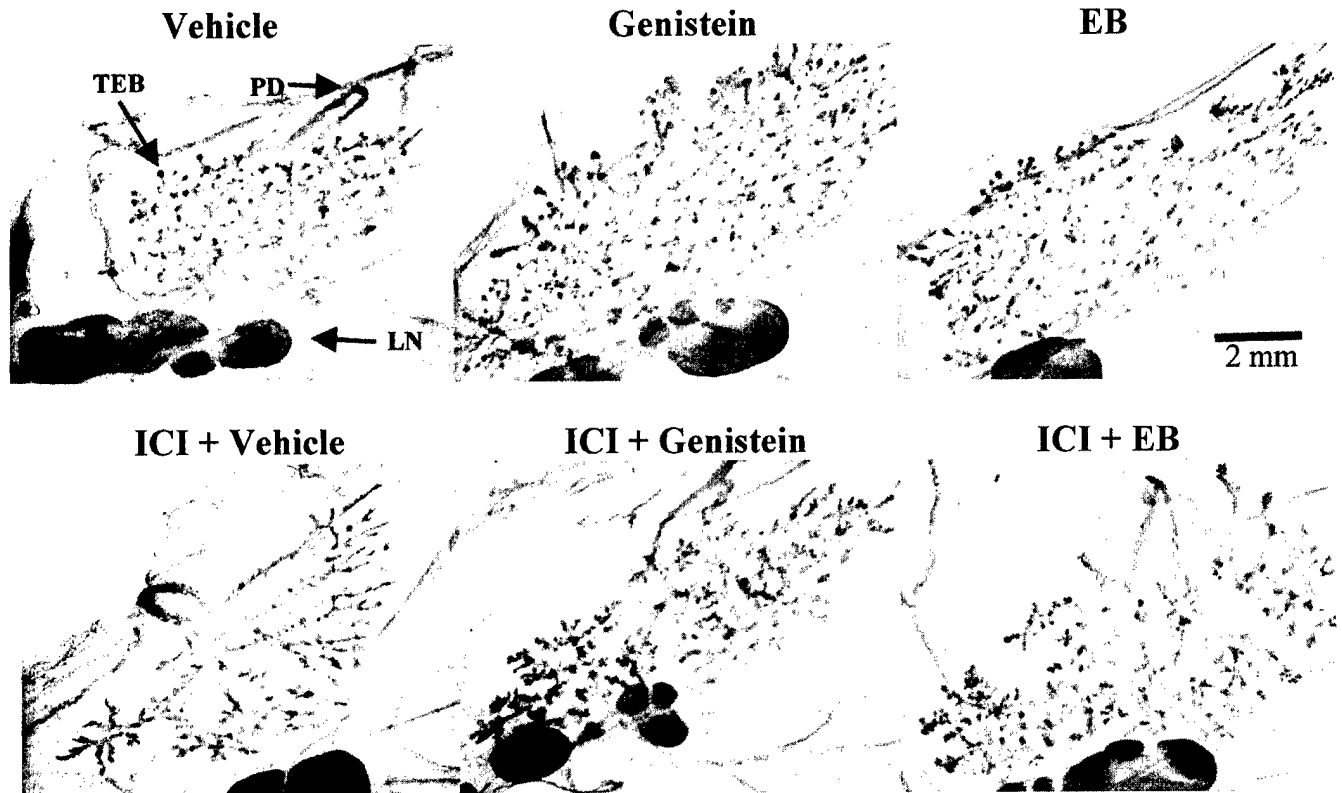 Vehicle
Genistein
EB
TEB
PD
LN
2 mm
ICI + Vehicle
ICI + Genistein
ICI + EB